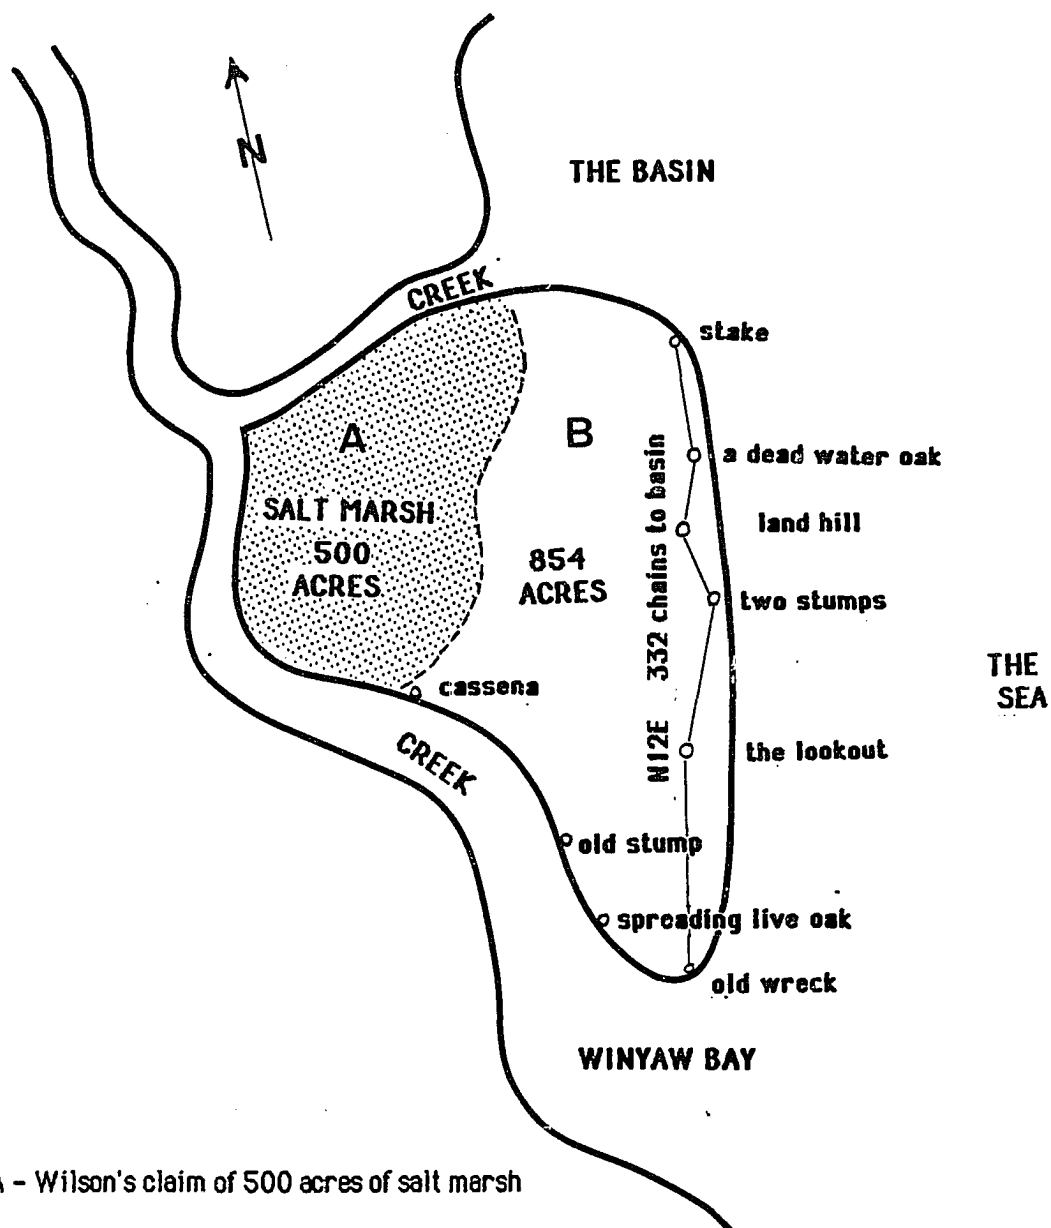 N
THE BASIN
CREEK
stake
A
B
a dead water oak
SALT MARSH
500
ACRES
land hill
854
ACRES
N12E 332 chains to basin
two stumps
cassena
THE
SEA
CREEK
the lookout
old stump
spreading live oak
old wreck
WINYAW BAY
A - Wilson's claim of 500 acres of salt marsh